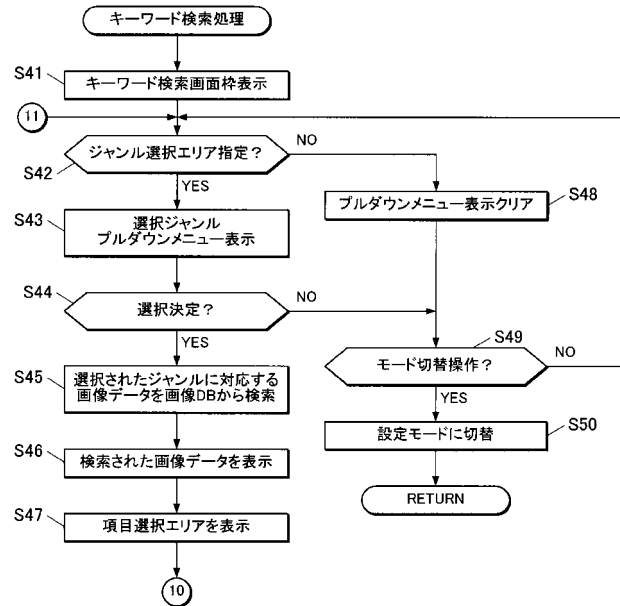 キーワード検索処理
S41
キーワード検索画面枠表示
11
ジャンル選択エリア指定？
NO
S42
YES
S43
選択ジャンル
プルダウンメニュー表示
プルダウンメニュー表示クリア
S48
S44
選択決定？
NO
YES
S49
モード切替操作？
NO
S45
選択されたジャンルに対応する
画像データを画像DBから検索
YES
設定モードに切替
S50
S46
検索された画像データを表示
RETURN
S47
項目選択エリアを表示
10